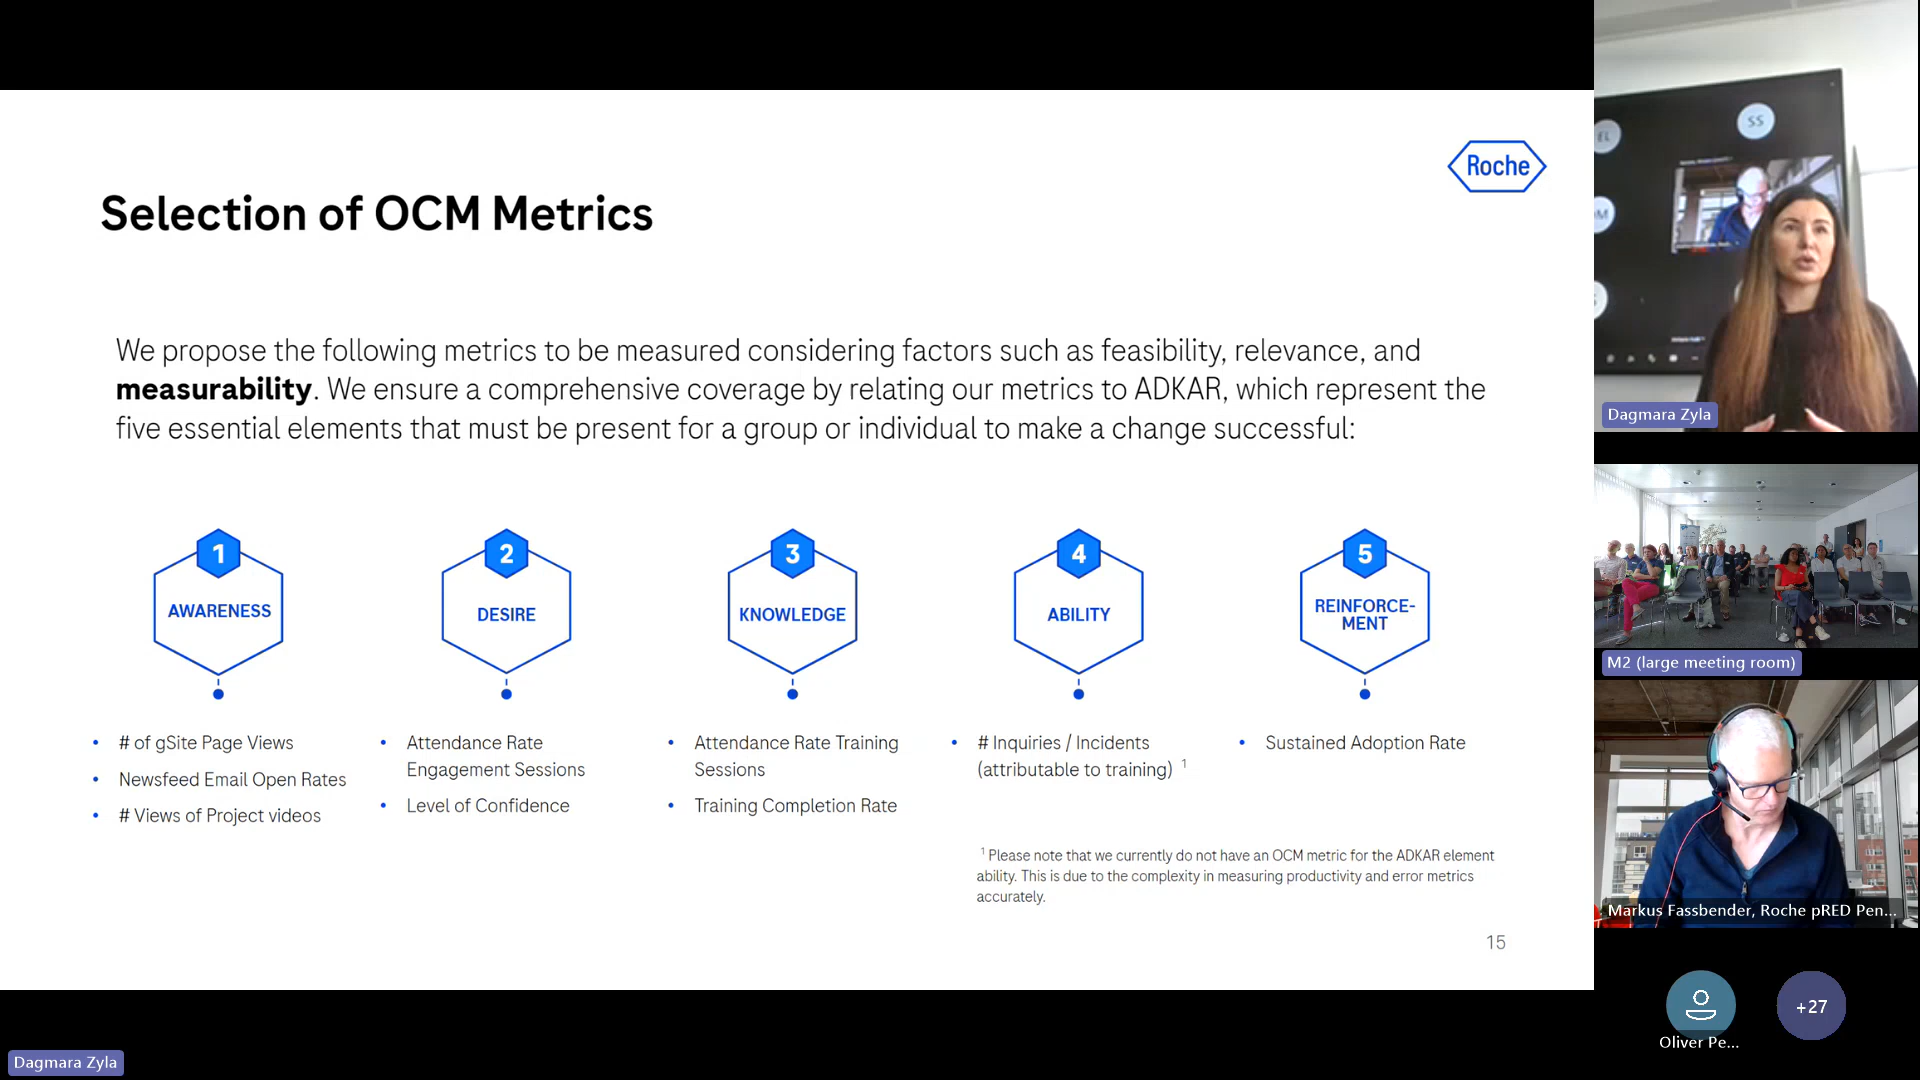 Roche
Selection of OCM Metrics
We propose the following metrics to be measured considering factors such as feasibility, relevance, and
measurability. We ensure a comprehensive coverage by relating our metrics to ADKAR, which represent the
five essential elements that must be present for a group or individual to make a change successful:
1
AWARENESS
# of gSite Page Views
Newsfeed Email Open Rates
# Views of Project videos
2
DESIRE
Attendance Rate
Engagement Sessions
Level of Confidence
3
KNOWLEDGE
Attendance Rate Training
Sessions
Training Completion Rate
4
ABILITY
# Inquiries / Incidents
(attributable to training) 1
5
REINFORCE-
MENT
Sustained Adoption Rate
1 Please note that we currently do not have an OCM metric for the ADKAR element
ability. This is due to the complexity in measuring productivity and error metrics
accurately.
15
Dagmara Zyla
EL
SS
Dagmara Zyla
M2 (large meeting room)
Markus Fassbender, Roche pRED Pen...
Oliver Pe...
+27